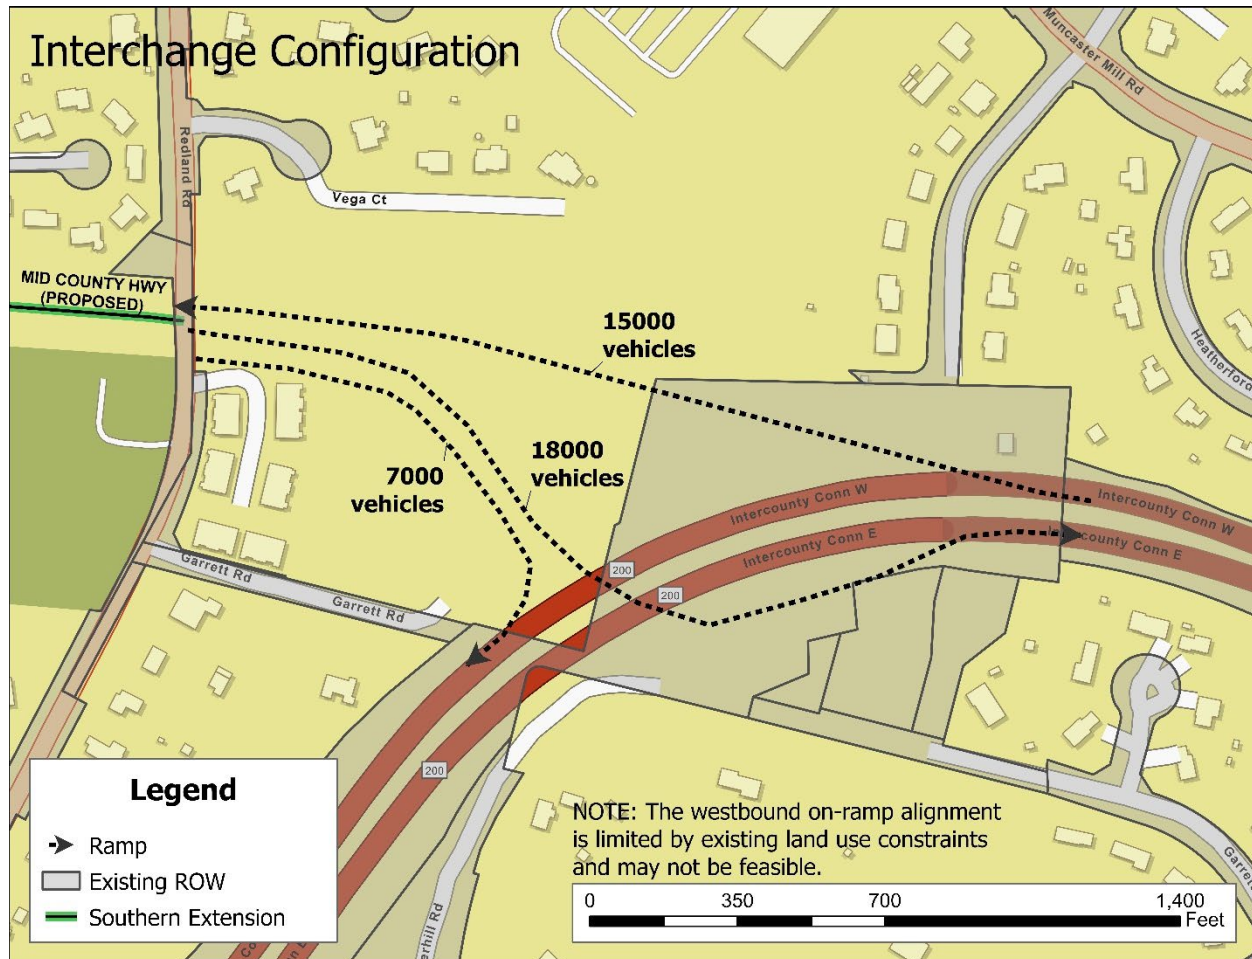 Interchange Configuration
Muncaster Mill Rd
Redland Rd
Vega Ct
MID COUNTY HWY
(PROPOSED)
15000
vehicles
Heatherford
18000
vehicles
7000
vehicles
Intercounty Conn W
Intercounty Conn W
Intercounty Conn E
Intercounty Conn E
200
200
Garrett Rd
Garrett Rd
200
Legend
Ramp
Existing ROW
Southern Extension
NOTE: The westbound on-ramp alignment
is limited by existing land use constraints
and may not be feasible.
0 350 700 1,400
Feet
erhill Rd
Garre